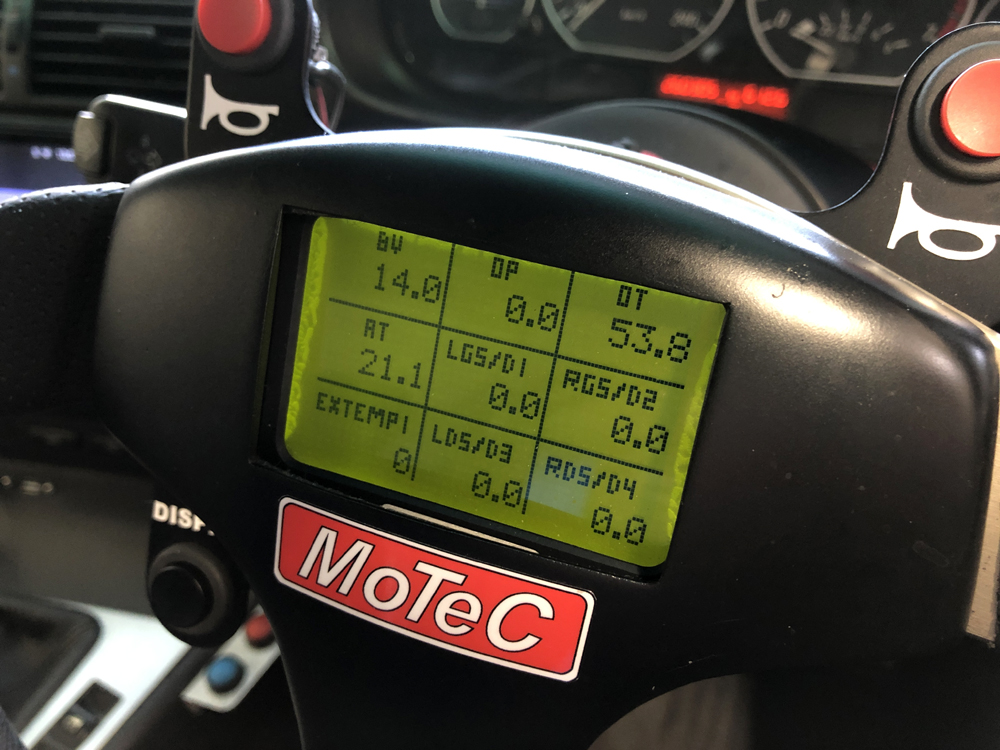 BV
14.0
OP
0.0
OT
53.8
AT
21.1
LGS/D1
0.0
RGS/D2
0.0
EXTEMP1
0
LDS/D3
0.0
RDS/D4
0.0
DISP
MoTeC